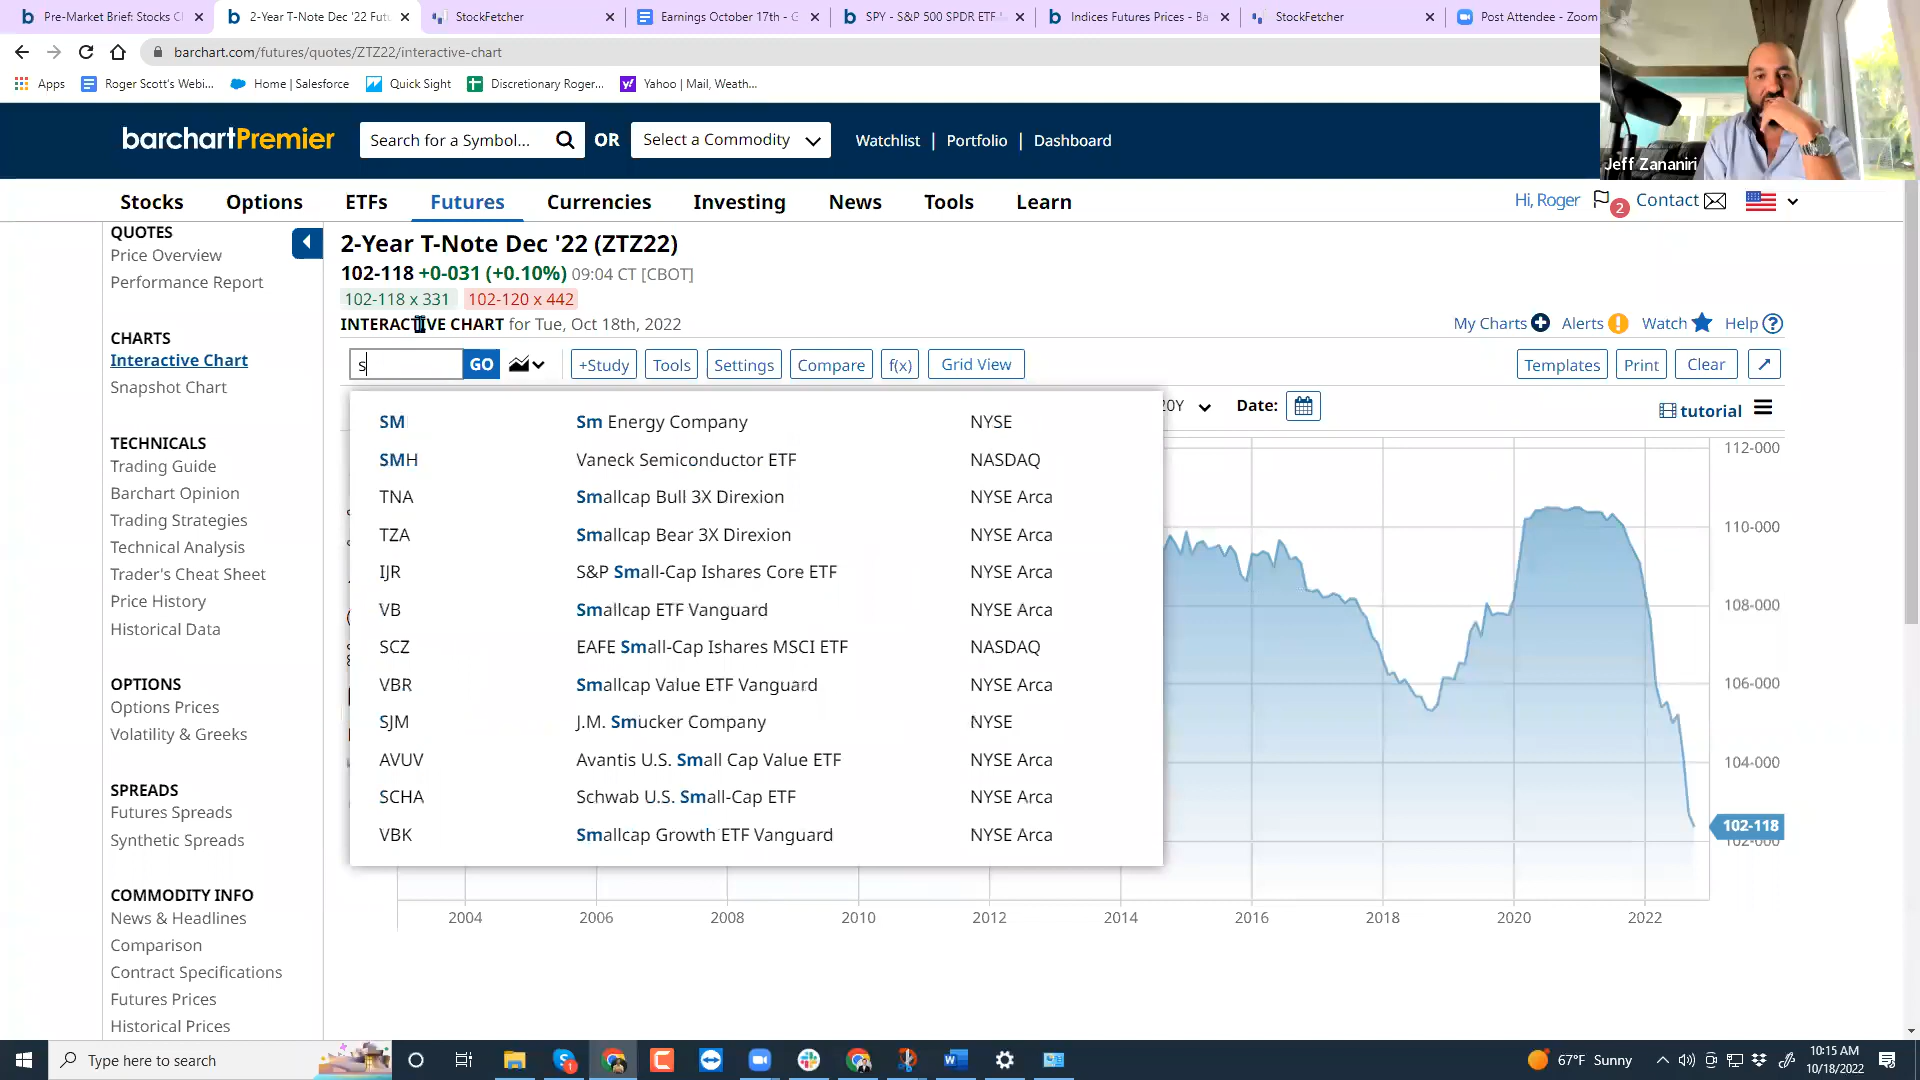 Pre-Market Brief: Stocks Cl
2-Year T-Note Dec '22 Futu
StockFetcher
Earnings October 17th - G
SPY - S&P 500 SPDR ETF
Indices Futures Prices - Ba
StockFetcher
Post Attendee - Zoom
barchart.com/futures/quotes/ZTZ22/interactive-chart
Apps
Roger Scott's Webi...
Home | Salesforce
Quick Sight
Discretionary Roger...
Yahoo | Mail, Weath...
Jeff Zananiri
barchartPremier
Search for a Symbol...
OR
Select a Commodity
Watchlist | Portfolio | Dashboard
Stocks
Options
ETFs
Futures
Currencies
Investing
News
Tools
Learn
Hi, Roger
2
Contact
QUOTES
Price Overview
Performance Report
CHARTS
Interactive Chart
Snapshot Chart
TECHNICALS
Trading Guide
Barchart Opinion
Trading Strategies
Technical Analysis
Trader's Cheat Sheet
Price History
Historical Data
OPTIONS
Options Prices
Volatility & Greeks
SPREADS
Futures Spreads
Synthetic Spreads
COMMODITY INFO
News & Headlines
Comparison
Contract Specifications
Futures Prices
Historical Prices
2-Year T-Note Dec '22 (ZTZ22)
102-118 +0-031 (+0.10%) 09:04 CT [CBOT]
102-118 x 331 102-120 x 442
INTERACTIVE CHART for Tue, Oct 18th, 2022
My Charts
Alerts
Watch
Help
s
GO
+Study
Tools
Settings
Compare
f(x)
Grid View
Templates
Print
Clear
20Y
Date:
tutorial
SM Sm Energy Company NYSE
SMH Vaneck Semiconductor ETF NASDAQ
TNA Smallcap Bull 3X Direxion NYSE Arca
TZA Smallcap Bear 3X Direxion NYSE Arca
IJR S&P Small-Cap Ishares Core ETF NYSE Arca
VB Smallcap ETF Vanguard NYSE Arca
SCZ EAFE Small-Cap Ishares MSCI ETF NASDAQ
VBR Smallcap Value ETF Vanguard NYSE Arca
SJM J.M. Smucker Company NYSE
AVUV Avantis U.S. Small Cap Value ETF NYSE Arca
SCHA Schwab U.S. Small-Cap ETF NYSE Arca
VBK Smallcap Growth ETF Vanguard NYSE Arca
112-000
110-000
108-000
106-000
104-000
102-118
102-000
2004 2006 2008 2010 2012 2014 2016 2018 2020 2022
Type here to search
67°F Sunny
10:15 AM
10/18/2022